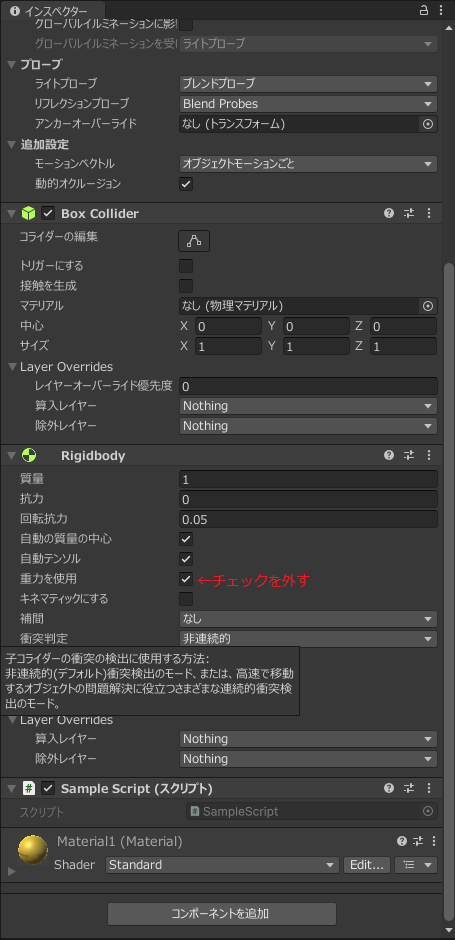 インスペクター
グローバルイルミネーションに影
グローバルイルミネーションを受け ライトプローブ
プローブ
ライトプローブ ブレンドプローブ
リフレクションプローブ Blend Probes
アンカーオーバーライド なし (トランスフォーム)
追加設定
モーションベクトル オブジェクトモーションごと
動的オクルージョン
Box Collider
コライダーの編集
トリガーにする
接触を生成
マテリアル なし (物理マテリアル)
中心 X 0 Y 0 Z 0
サイズ X 1 Y 1 Z 1
Layer Overrides
レイヤーオーバーライド優先度 0
算入レイヤー Nothing
除外レイヤー Nothing
Rigidbody
質量 1
抗力 0
回転抗力 0.05
自動の質量の中心
自動テンソル
重力を使用 ←チェックを外す
キネマティックにする
補間 なし
衝突判定 非連続的
子コライダーの衝突の検出に使用する方法:
非連続的(デフォルト)衝突検出のモード、または、高速で移動
するオブジェクトの問題解決に役立つさまざまな連続的衝突検
出のモード。
Layer Overrides
算入レイヤー Nothing
除外レイヤー Nothing
# Sample Script (スクリプト)
スクリプト SampleScript
Material1 (Material)
Shader Standard Edit...
コンポーネントを追加